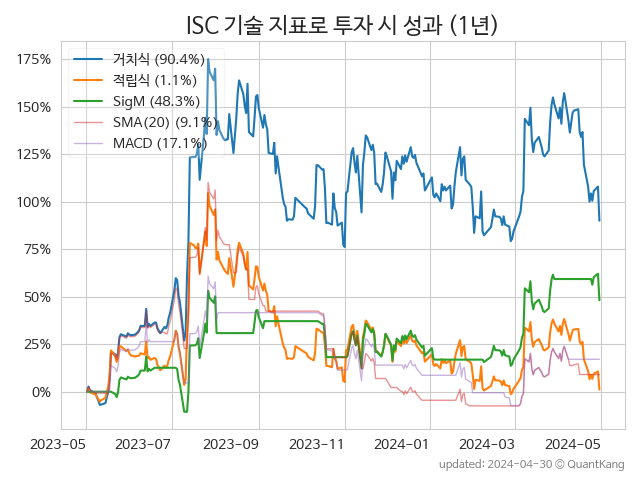 ISC 기술 지표로 투자 시 성과 (1년)
175%
150%
125%
100%
75%
50%
25%
0%
거치식 (90.4%)
적립식 (1.1%)
SigM (48.3%)
SMA(20) (9.1%)
MACD (17.1%)
2023-05
2023-07
2023-09
2023-11
2024-01
2024-03
2024-05
updated: 2024-04-30 © QuantKang